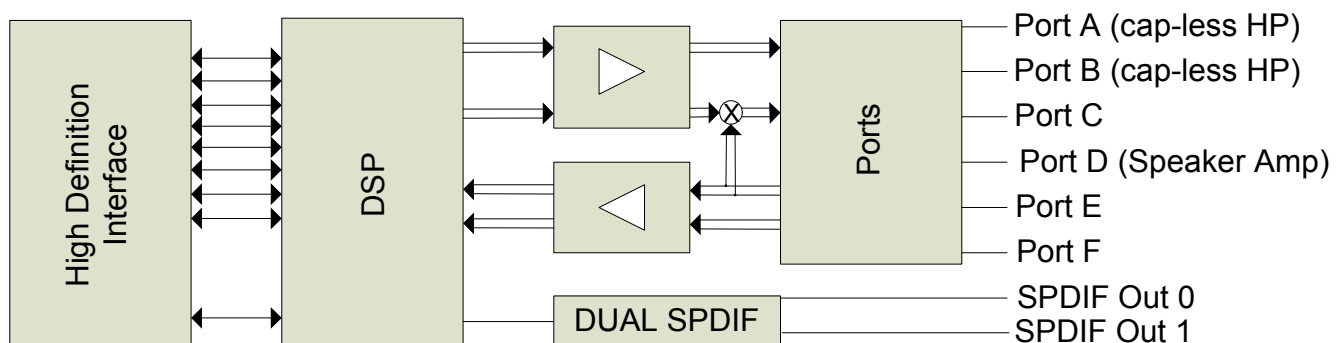 High Definition
Interface
DSP
X
Ports
Port A (cap-less HP)
Port B (cap-less HP)
Port C
Port D (Speaker Amp)
Port E
Port F
DUAL SPDIF
SPDIF Out 0
SPDIF Out 1